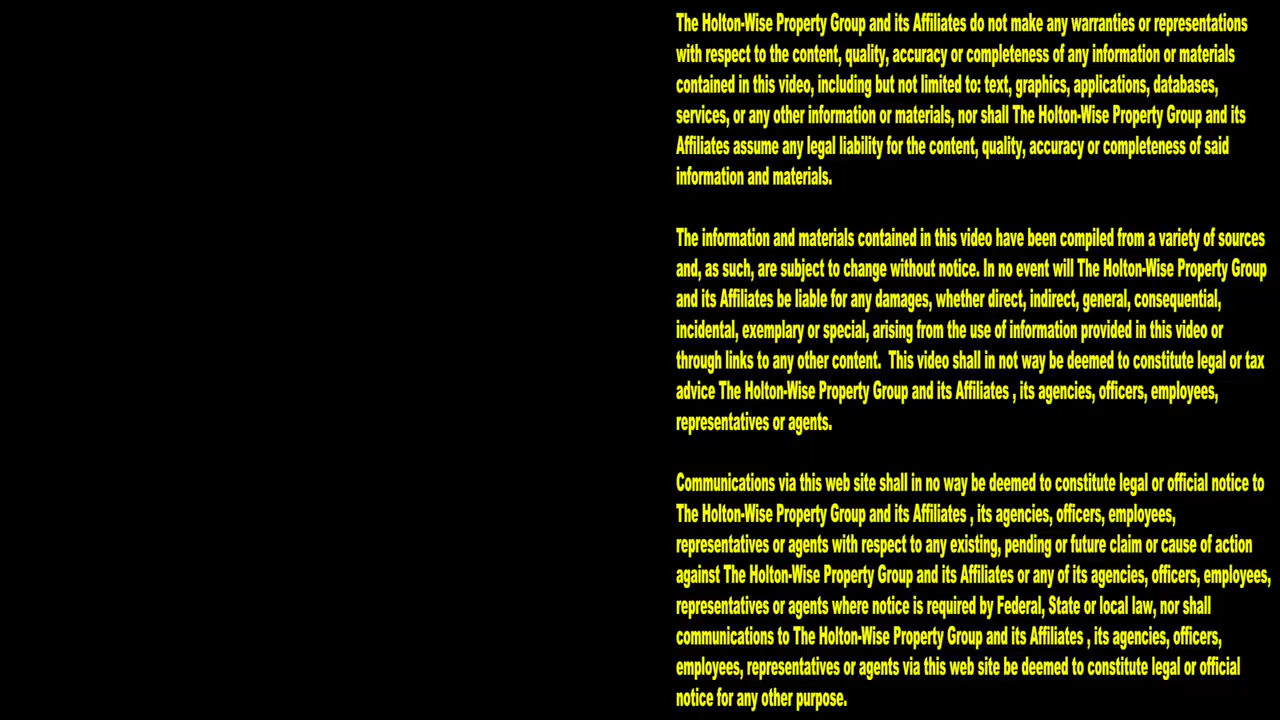 The Holton-Wise Property Group and its Affiliates do not make any warranties or representations
with respect to the content, quality, accuracy or completeness of any information or materials
contained in this video, including but not limited to: text, graphics, applications, databases,
services, or any other information or materials, nor shall The Holton-Wise Property Group and its
Affiliates assume any legal liability for the content, quality, accuracy or completeness of said
information and materials.
The information and materials contained in this video have been compiled from a variety of sources
and, as such, are subject to change without notice. In no event will The Holton-Wise Property Group
and its Affiliates be liable for any damages, whether direct, indirect, general, consequential,
incidental, exemplary or special, arising from the use of information provided in this video or
through links to any other content.  This video shall in not way be deemed to constitute legal or tax
advice The Holton-Wise Property Group and its Affiliates , its agencies, officers, employees,
representatives or agents.
Communications via this web site shall in no way be deemed to constitute legal or official notice to
The Holton-Wise Property Group and its Affiliates , its agencies, officers, employees,
representatives or agents with respect to any existing, pending or future claim or cause of action
against The Holton-Wise Property Group and its Affiliates or any of its agencies, officers, employees,
representatives or agents where notice is required by Federal, State or local law, nor shall
communications to The Holton-Wise Property Group and its Affiliates , its agencies, officers,
employees, representatives or agents via this web site be deemed to constitute legal or official
notice for any other purpose.